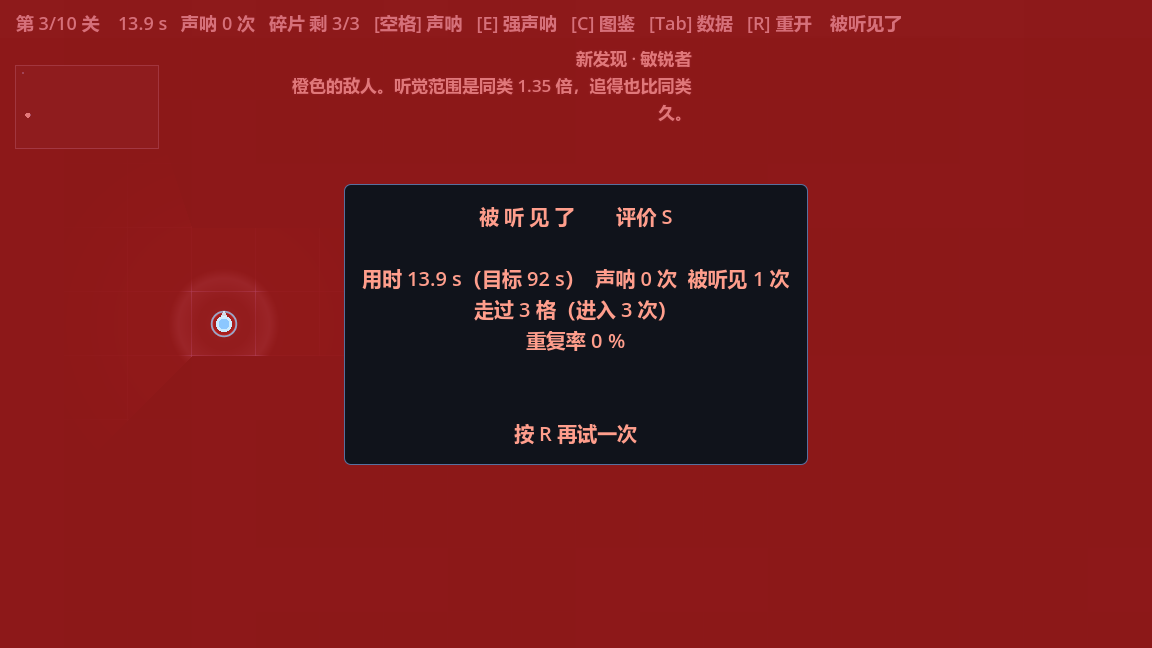 第 3/10 关 13.9 s 声呐 0 次 碎片 剩 3/3 [空格] 声呐 [E] 强声呐 [C] 图鉴 [Tab] 数据 [R] 重开 被听见了
新发现 · 敏锐者
橙色的敌人。听觉范围是同类 1.35 倍，追得也比同类
久。
被 听 见 了 评价 S
用时 13.9 s（目标 92 s） 声呐 0 次 被听见 1 次
走过 3 格（进入 3 次）
重复率 0 %
按 R 再试一次